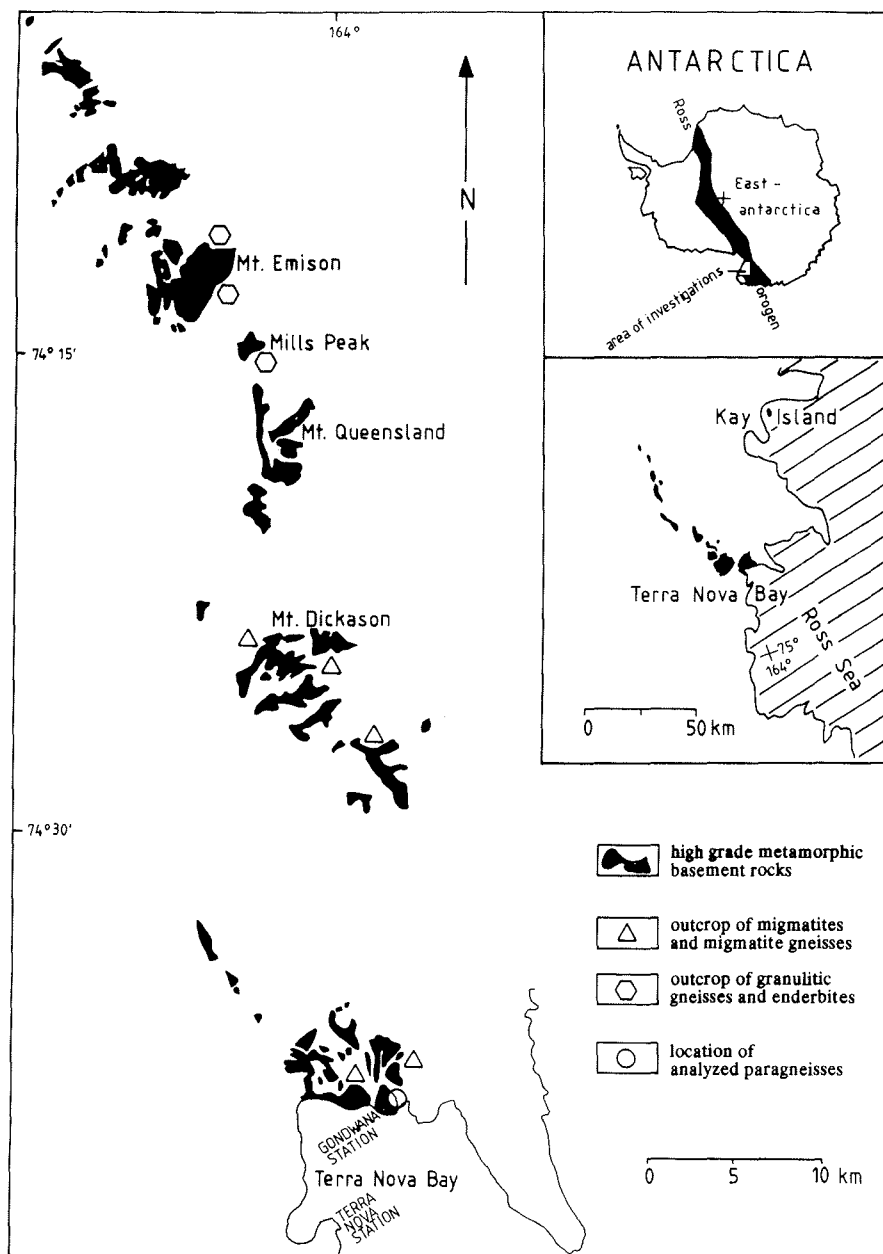 164°
N
Mt. Emison
Mills Peak
74° 15'
Mt. Queensland
Mt. Dickason
74° 30'
GONDWANA
STATION
Terra Nova Bay
TERRA
NOVA
STATION
ANTARCTICA
Ross
East-
antarctica
area of investigations
orogen
Kay Island
Terra Nova Bay
Ross Sea
75°
164°
0 50 km
high grade metamorphic
basement rocks
outcrop of migmatites
and migmatite gneisses
outcrop of granulitic
gneisses and enderbites
location of
analyzed paragneisses
0 5 10 km